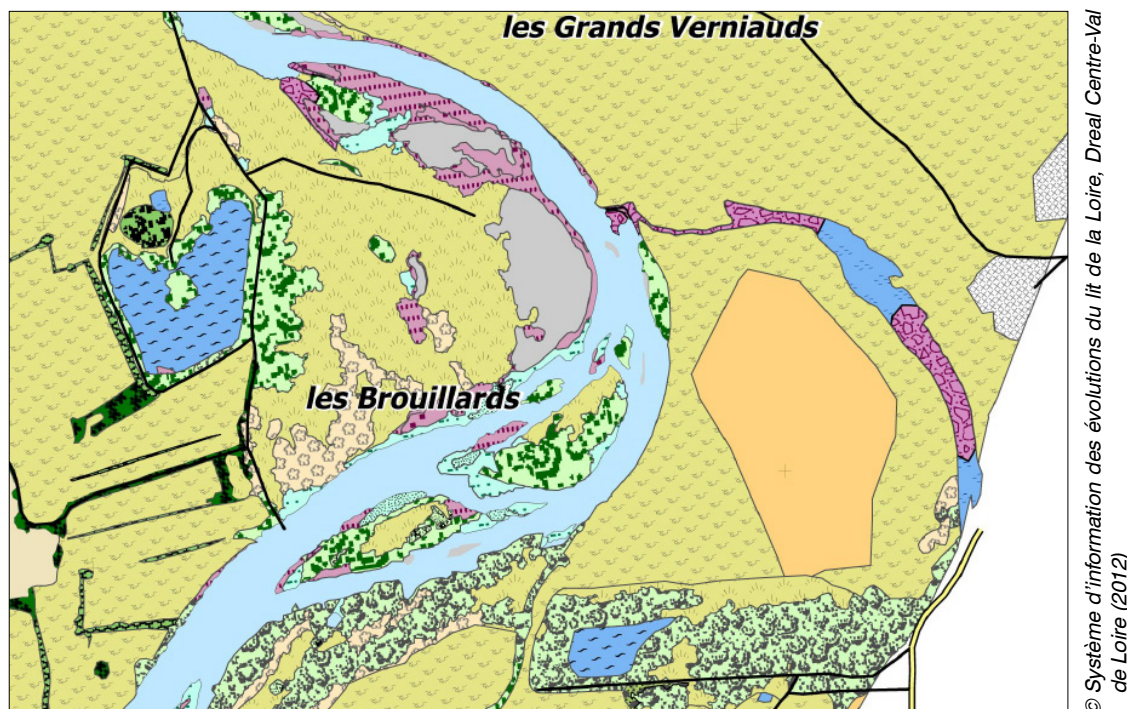 les Grands Verniauds
les Brouillards
© Système d'information des évolutions du lit de la Loire, Dreal Centre-Val
de Loire (2012)